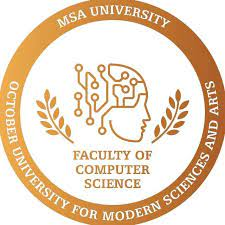 MSA UNIVERSITY
FACULTY OF
COMPUTER
SCIENCE
OCTOBER UNIVERSITY FOR MODERN SCIENCES AND ARTS